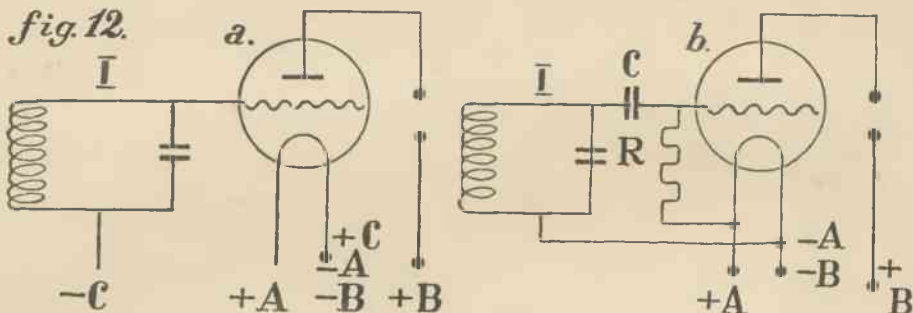 fig. 12.
a.
I
+C
-A
-C
+A
-B
+B
b.
C
I
R
-A
-B
+A
+
B